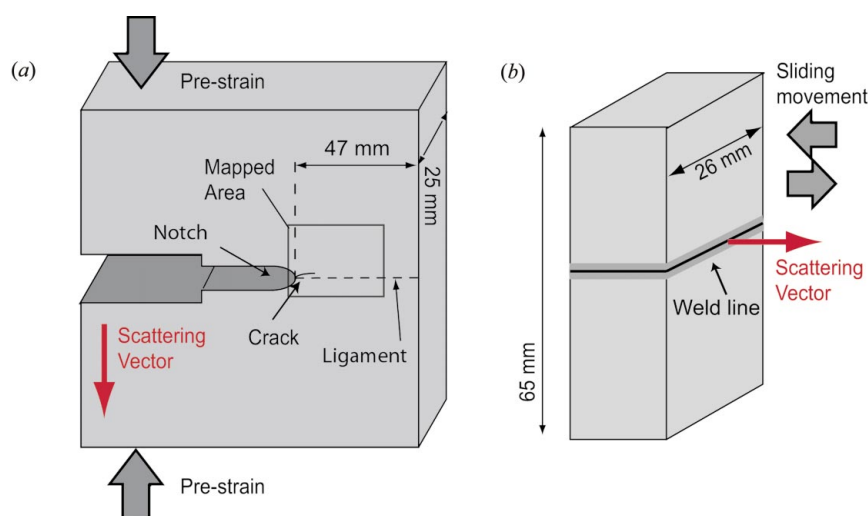 (a)
Pre-strain
47 mm
Mapped
Area
25 mm
Notch
Crack
Scattering
Vector
Ligament
Pre-strain
(b)
Sliding
movement
26 mm
65 mm
Scattering
Vector
Weld line